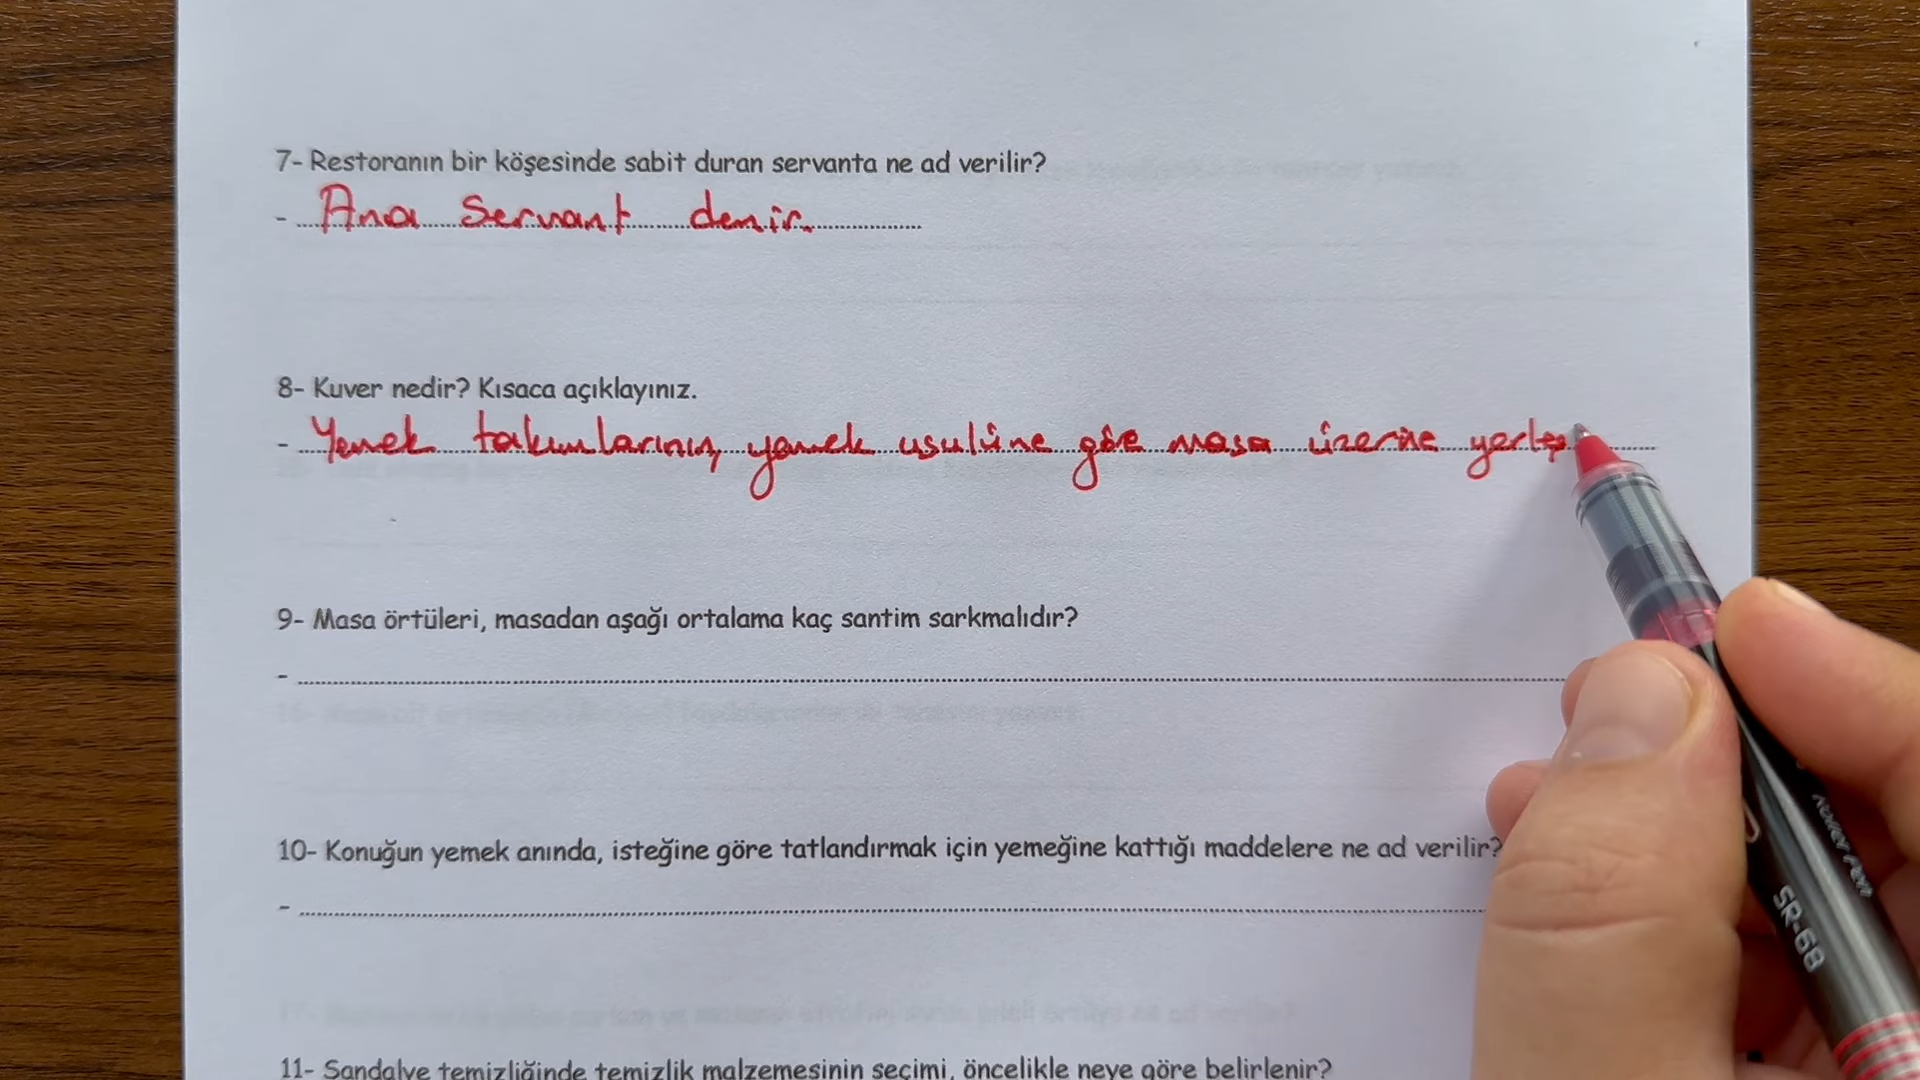 7- Restoranın bir köşesinde sabit duran servanta ne ad verilir?
- Ana Servant denir.
8- Kuver nedir? Kısaca açıklayınız.
- Yemek takımlarının, yemek usulüne göre masa üzerine yerleş
9- Masa örtüleri, masadan aşağı ortalama kaç santim sarkmalıdır?
-
10- Konuğun yemek anında, isteğine göre tatlandırmak için yemeğine kattığı maddelere ne ad verilir?
-
11- Sandalye temizliğinde temizlik malzemesinin seçimi, öncelikle neye göre belirlenir?
SR-68